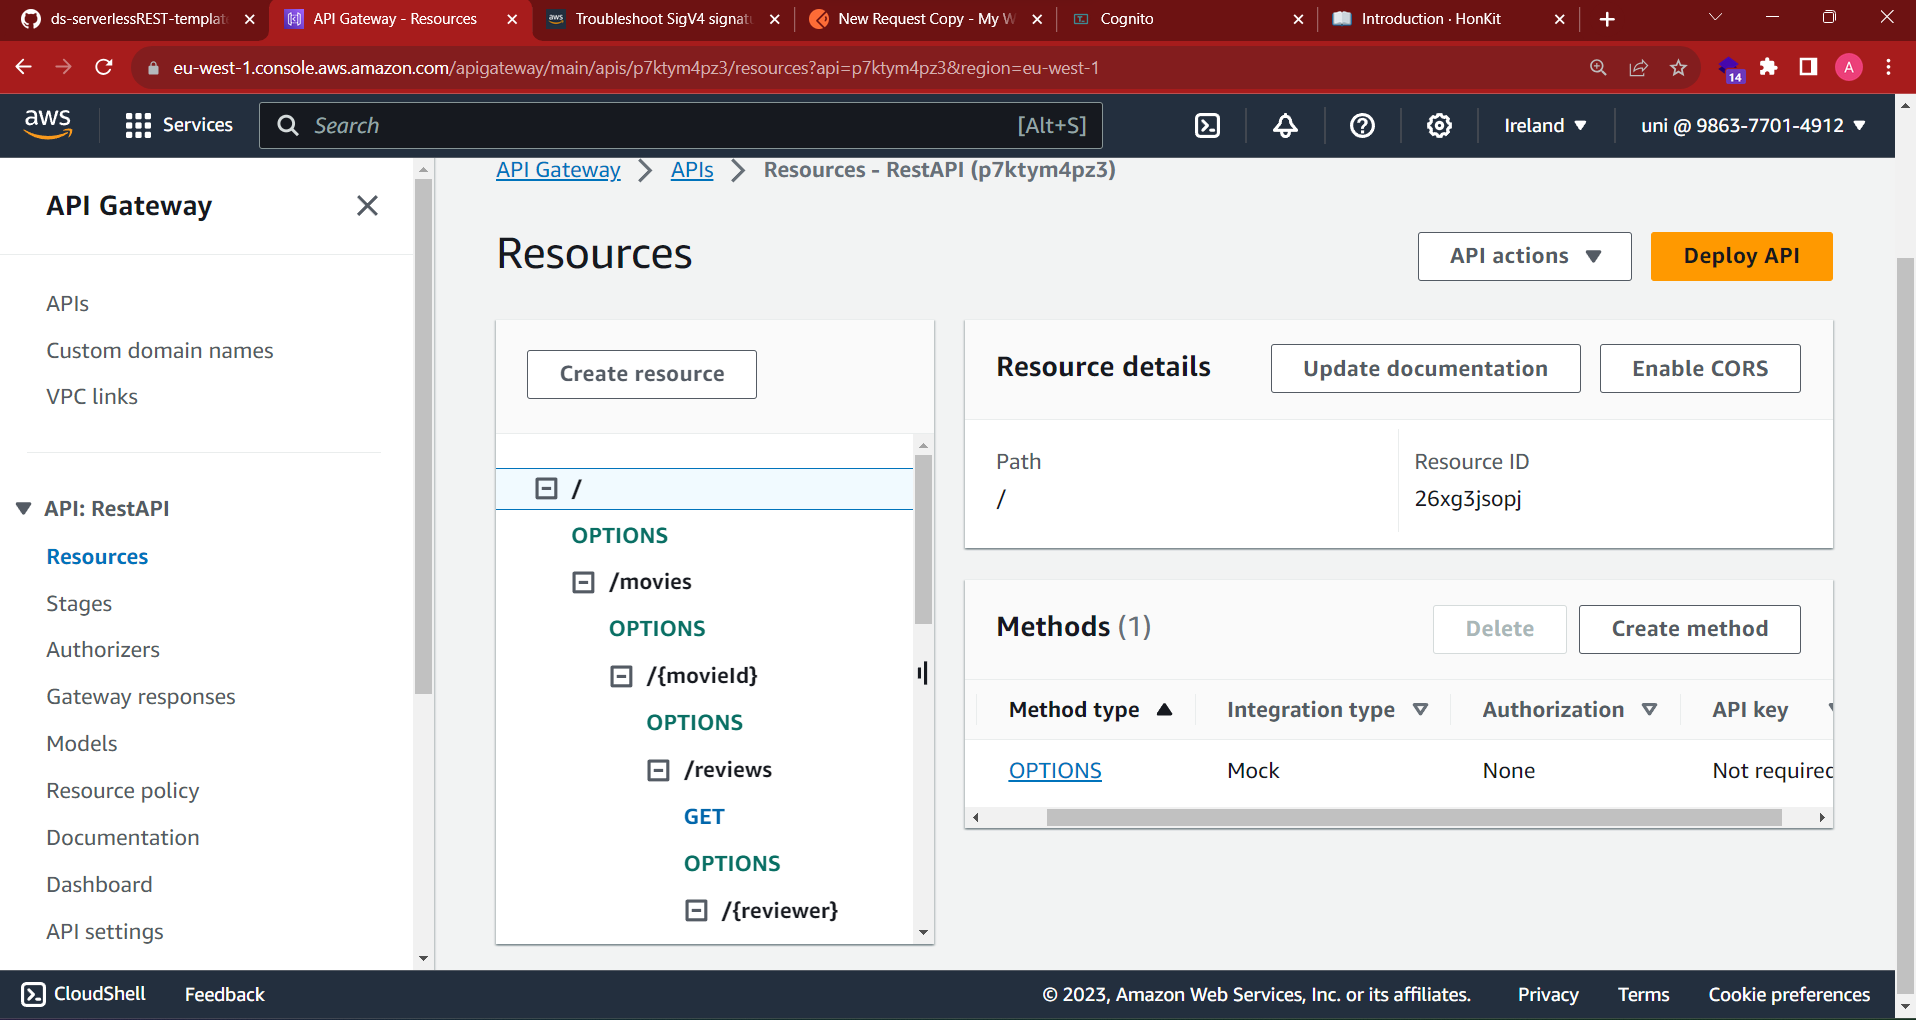 ds-serverlessREST-templat
API Gateway - Resources
Troubleshoot SigV4 signatu
New Request Copy - My W
Cognito
Introduction · HonKit
eu-west-1.console.aws.amazon.com/apigateway/main/apis/p7ktym4pz3/resources?api=p7ktym4pz3&region=eu-west-1
14
A
aws
Services
Search
[Alt+S]
Ireland
uni @ 9863-7701-4912
API Gateway
APIs
Custom domain names
VPC links
API: RestAPI
Resources
Stages
Authorizers
Gateway responses
Models
Resource policy
Documentation
Dashboard
API settings
API Gateway
APIs
Resources - RestAPI (p7ktym4pz3)
Resources
API actions
Deploy API
Create resource
/
OPTIONS
/movies
OPTIONS
/{movieId}
OPTIONS
/reviews
GET
OPTIONS
/{reviewer}
Resource details
Update documentation
Enable CORS
Path
/
Resource ID
26xg3jsopj
Methods (1)
Delete
Create method
Method type
Integration type
Authorization
API key
OPTIONS
Mock
None
Not required
CloudShell
Feedback
© 2023, Amazon Web Services, Inc. or its affiliates.
Privacy
Terms
Cookie preferences